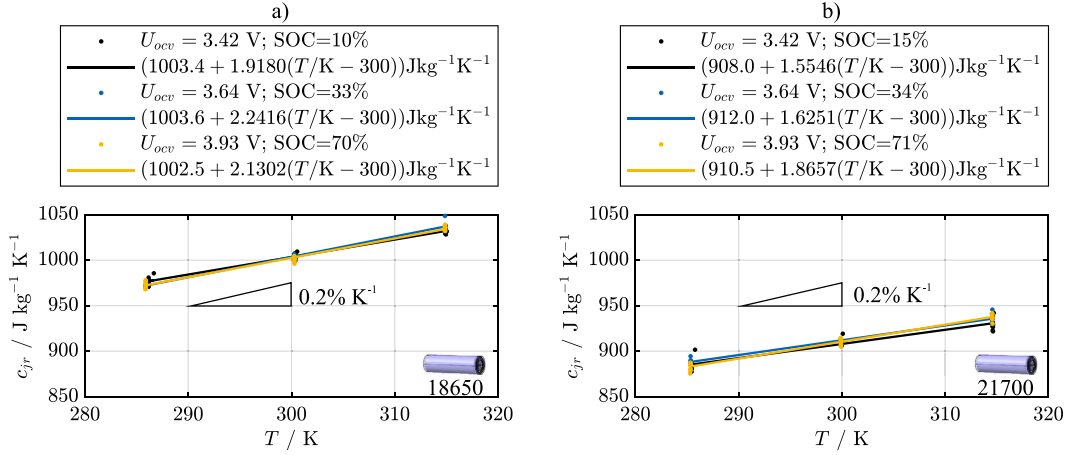 a)
U_ocv = 3.42 V; SOC=10%
(1003.4 + 1.9180(T/K − 300))Jkg⁻¹K⁻¹
U_ocv = 3.64 V; SOC=33%
(1003.6 + 2.2416(T/K − 300))Jkg⁻¹K⁻¹
U_ocv = 3.93 V; SOC=70%
(1002.5 + 2.1302(T/K − 300))Jkg⁻¹K⁻¹
1050
1000
950
900
850
c_jr / J kg⁻¹ K⁻¹
0.2% K⁻¹
18650
280
290
300
310
320
T / K
b)
U_ocv = 3.42 V; SOC=15%
(908.0 + 1.5546(T/K − 300))Jkg⁻¹K⁻¹
U_ocv = 3.64 V; SOC=34%
(912.0 + 1.6251(T/K − 300))Jkg⁻¹K⁻¹
U_ocv = 3.93 V; SOC=71%
(910.5 + 1.8657(T/K − 300))Jkg⁻¹K⁻¹
1050
1000
950
900
850
c_jr / J kg⁻¹ K⁻¹
0.2% K⁻¹
21700
280
290
300
310
320
T / K